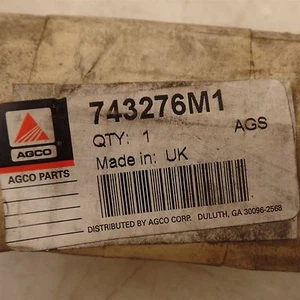 743276M1
QTY: 1 AGS
Made in: UK
AGCO
AGCO PARTS
DISTRIBUTED BY AGCO CORP. DULUTH, GA 30096-2568